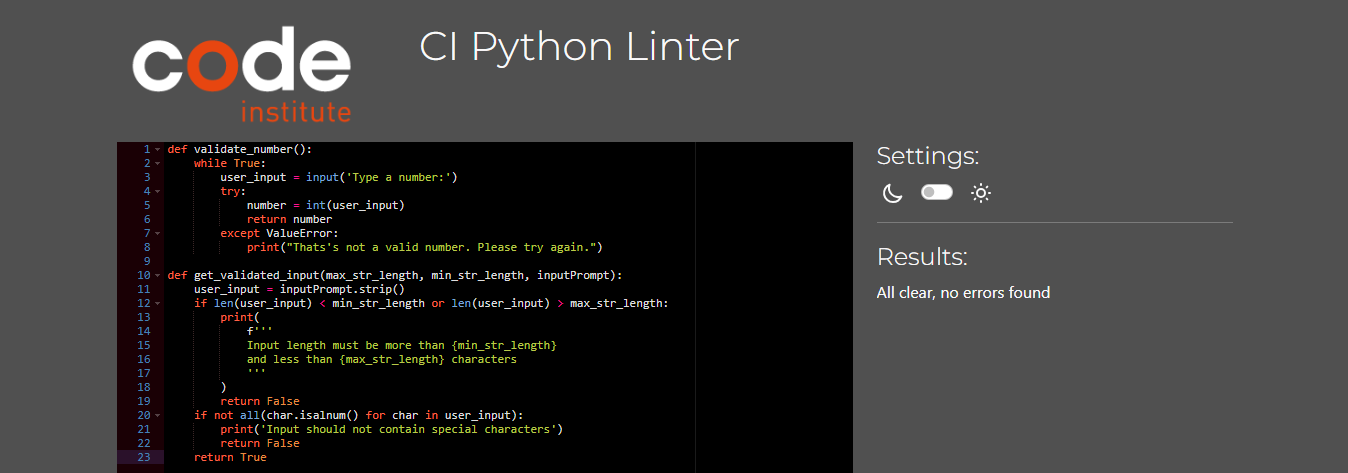 code
institute
CI Python Linter
1 def validate_number():
2     while True:
3         user_input = input('Type a number:')
4         try:
5             number = int(user_input)
6             return number
7         except ValueError:
8             print("Thats's not a valid number. Please try again.")
9
10 def get_validated_input(max_str_length, min_str_length, inputPrompt):
11     user_input = inputPrompt.strip()
12     if len(user_input) < min_str_length or len(user_input) > max_str_length:
13         print(
14             f'''
15             Input length must be more than {min_str_length}
16             and less than {max_str_length} characters
17             '''
18         )
19         return False
20     if not all(char.isalnum() for char in user_input):
21         print('Input should not contain special characters')
22         return False
23     return True
Settings:
Results:
All clear, no errors found